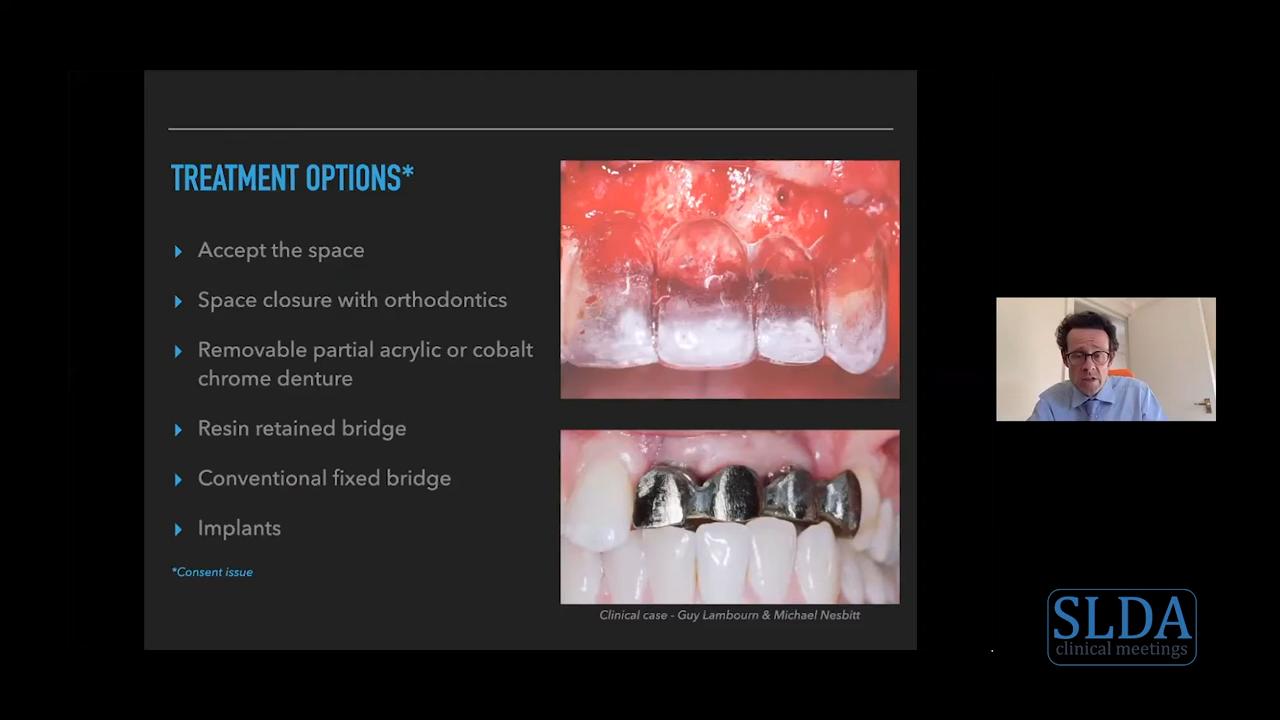 TREATMENT OPTIONS*
Accept the space
Space closure with orthodontics
Removable partial acrylic or cobalt
chrome denture
Resin retained bridge
Conventional fixed bridge
Implants
*Consent issue
Clinical case - Guy Lambourn & Michael Nesbitt
SLDA
clinical meetings